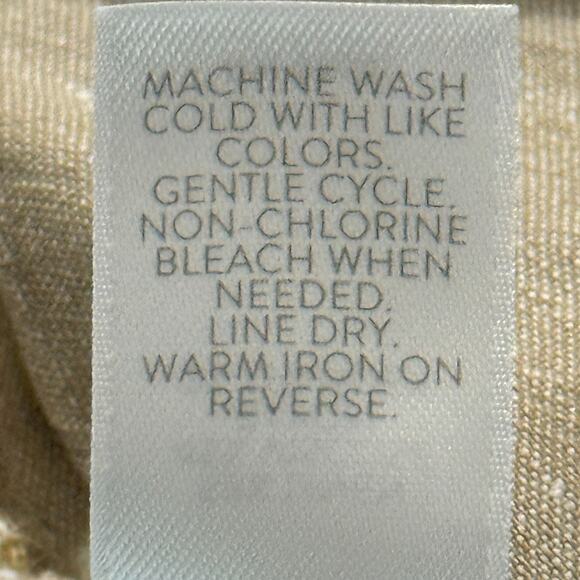 MACHINE WASH
COLD WITH LIKE
COLORS.
GENTLE CYCLE.
NON-CHLORINE
BLEACH WHEN
NEEDED.
LINE DRY.
WARM IRON ON
REVERSE.